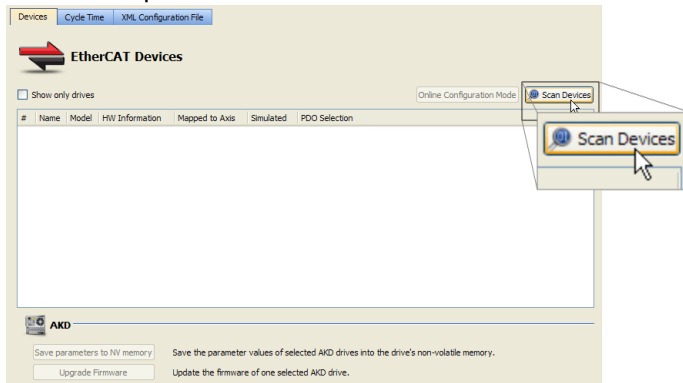 Devices Cycle Time XML Configuration File
EtherCAT Devices
Show only drives Online Configuration Mode Scan Devices
# Name Model HW Information Mapped to Axis Simulated PDO Selection
Scan Devices
AKD
Save parameters to NV memory Save the parameter values of selected AKD drives into the drive's non-volatile memory.
Upgrade Firmware Update the firmware of one selected AKD drive.